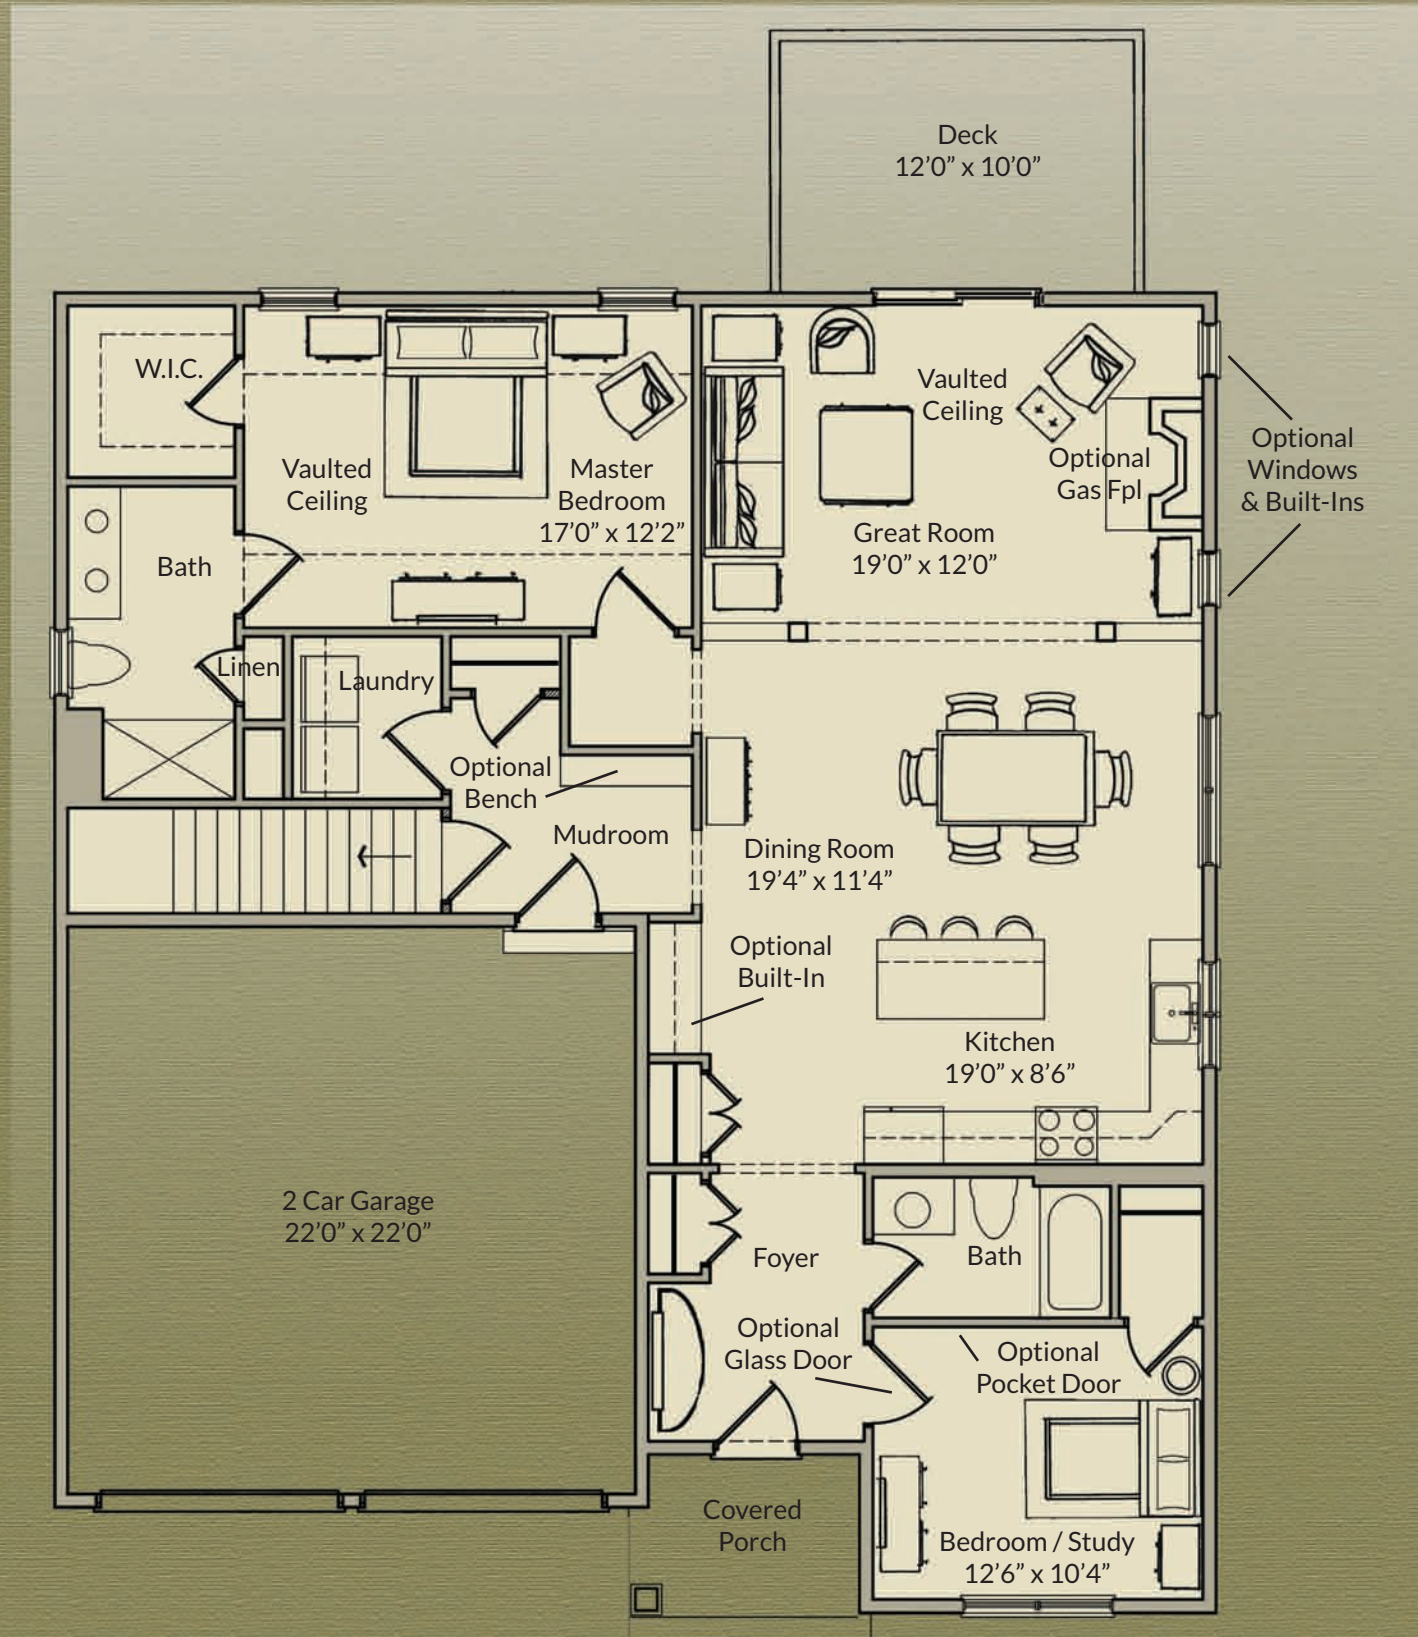 Deck
12’0” x 10’0”
W.I.C.
Vaulted
Ceiling
Master
Bedroom
17’0” x 12’2”
Vaulted
Ceiling
Optional
Gas Fpl
Great Room
19’0” x 12’0”
Optional
Windows
& Built-Ins
Bath
Linen
Laundry
Optional
Bench
Mudroom
Dining Room
19’4” x 11’4”
Optional
Built-In
Kitchen
19’0” x 8’6”
2 Car Garage
22’0” x 22’0”
Foyer
Bath
Optional
Glass Door
Optional
Pocket Door
Covered
Porch
Bedroom / Study
12’6” x 10’4”